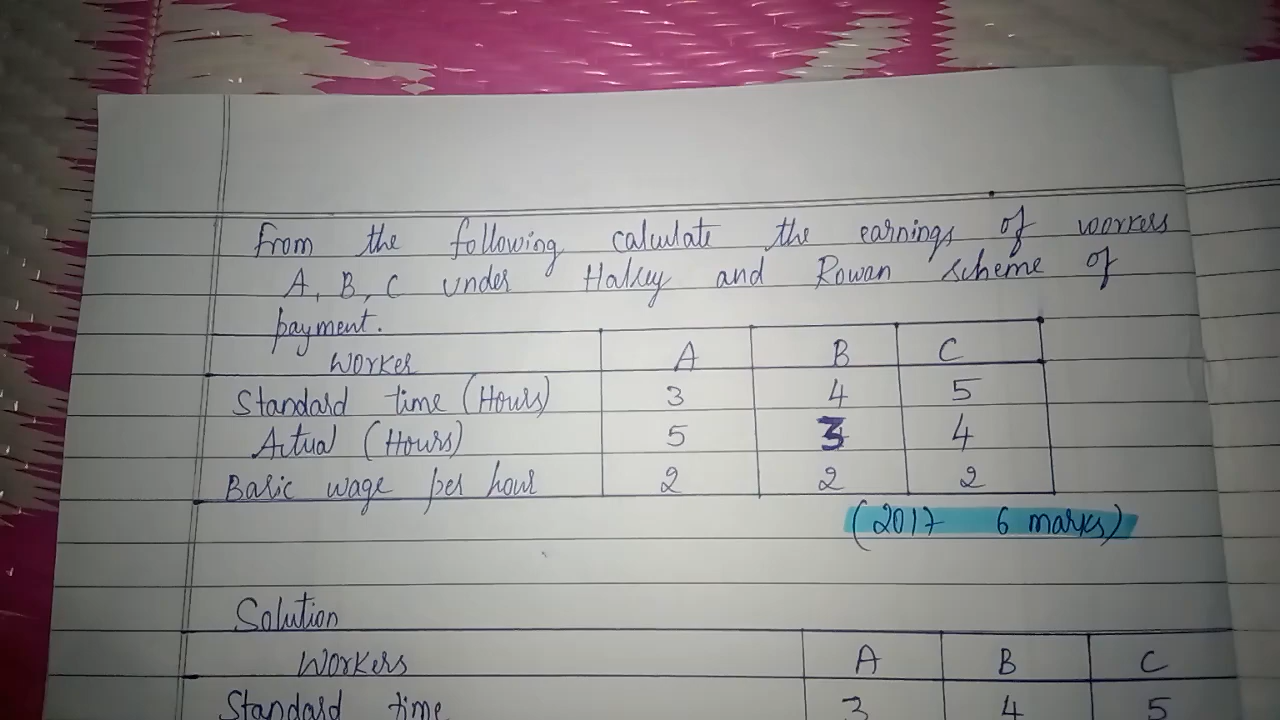 From the following calculate the earnings of workers
A, B, C under Halsey and Rowan scheme of
payment.
Worker A B C
Standard time (Hours) 3 4 5
Actual (Hours) 5 3 4
Basic wage per hour 2 2 2
(2017 6 marks)
Solution
Workers A B C
Standard time 3 4 5